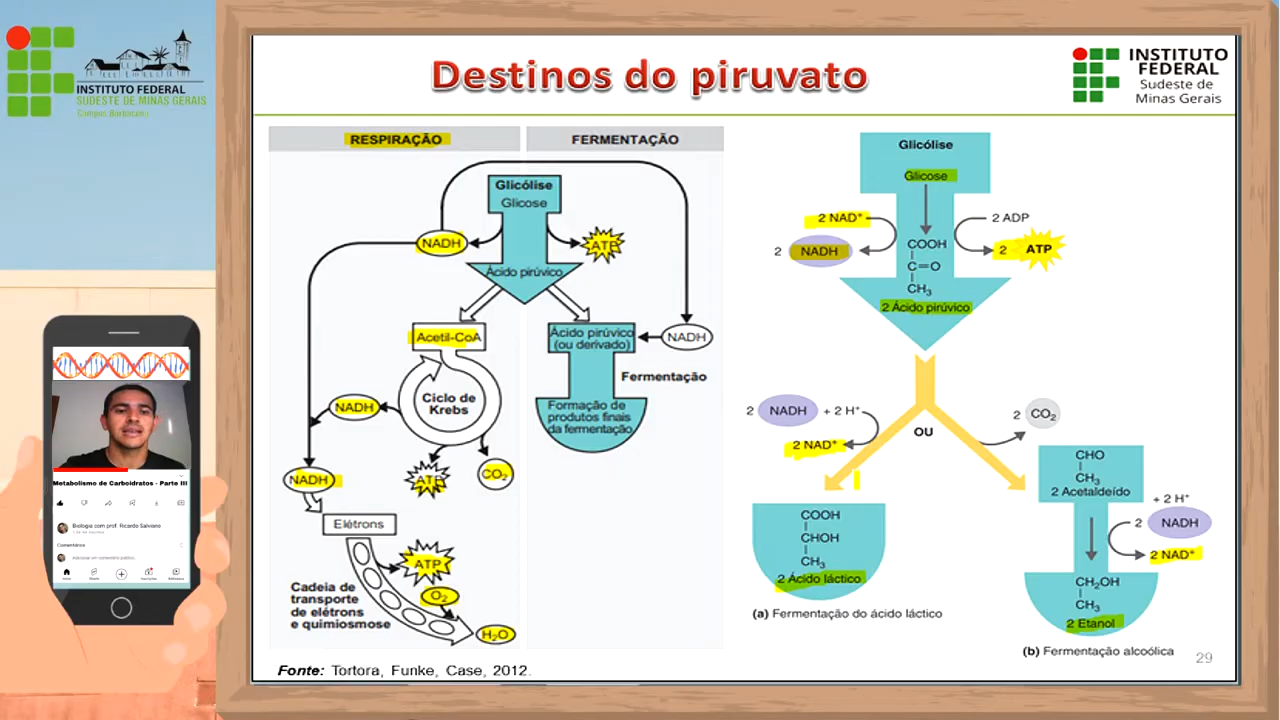 INSTITUTO FEDERAL
SUDESTE DE MINAS GERAIS
Campus Barbacena
Destinos do piruvato
INSTITUTO
FEDERAL
Sudeste de
Minas Gerais
RESPIRAÇÃO
FERMENTAÇÃO
Glicólise
Glicose
NADH
ATP
Ácido pirúvico
Acetil-CoA
Ácido pirúvico
(ou derivado)
NADH
Fermentação
Ciclo de
Krebs
NADH
Formação de
produtos finais
da fermentação
NADH
ATP
CO₂
Elétrons
ATP
Cadeia de
transporte
de elétrons
e quimiosmose
O₂
H₂O
Fonte: Tortora, Funke, Case, 2012.
Glicólise
Glicose
2 NAD⁺
2 ADP
2 NADH
COOH
C=O
CH₃
2 ATP
2 Ácido pirúvico
2 NADH + 2 H⁺
2 NAD⁺
OU
2 CO₂
COOH
CHOH
CH₃
2 Ácido láctico
(a) Fermentação do ácido láctico
CHO
CH₃
2 Acetaldeído
+ 2 H⁺
2 NADH
2 NAD⁺
CH₂OH
CH₃
2 Etanol
(b) Fermentação alcoólica
29
Metabolismo de Carboidratos - Parte III
Biologia com prof. Ricardo Salviano
Comentários
Adicionar um comentário público...